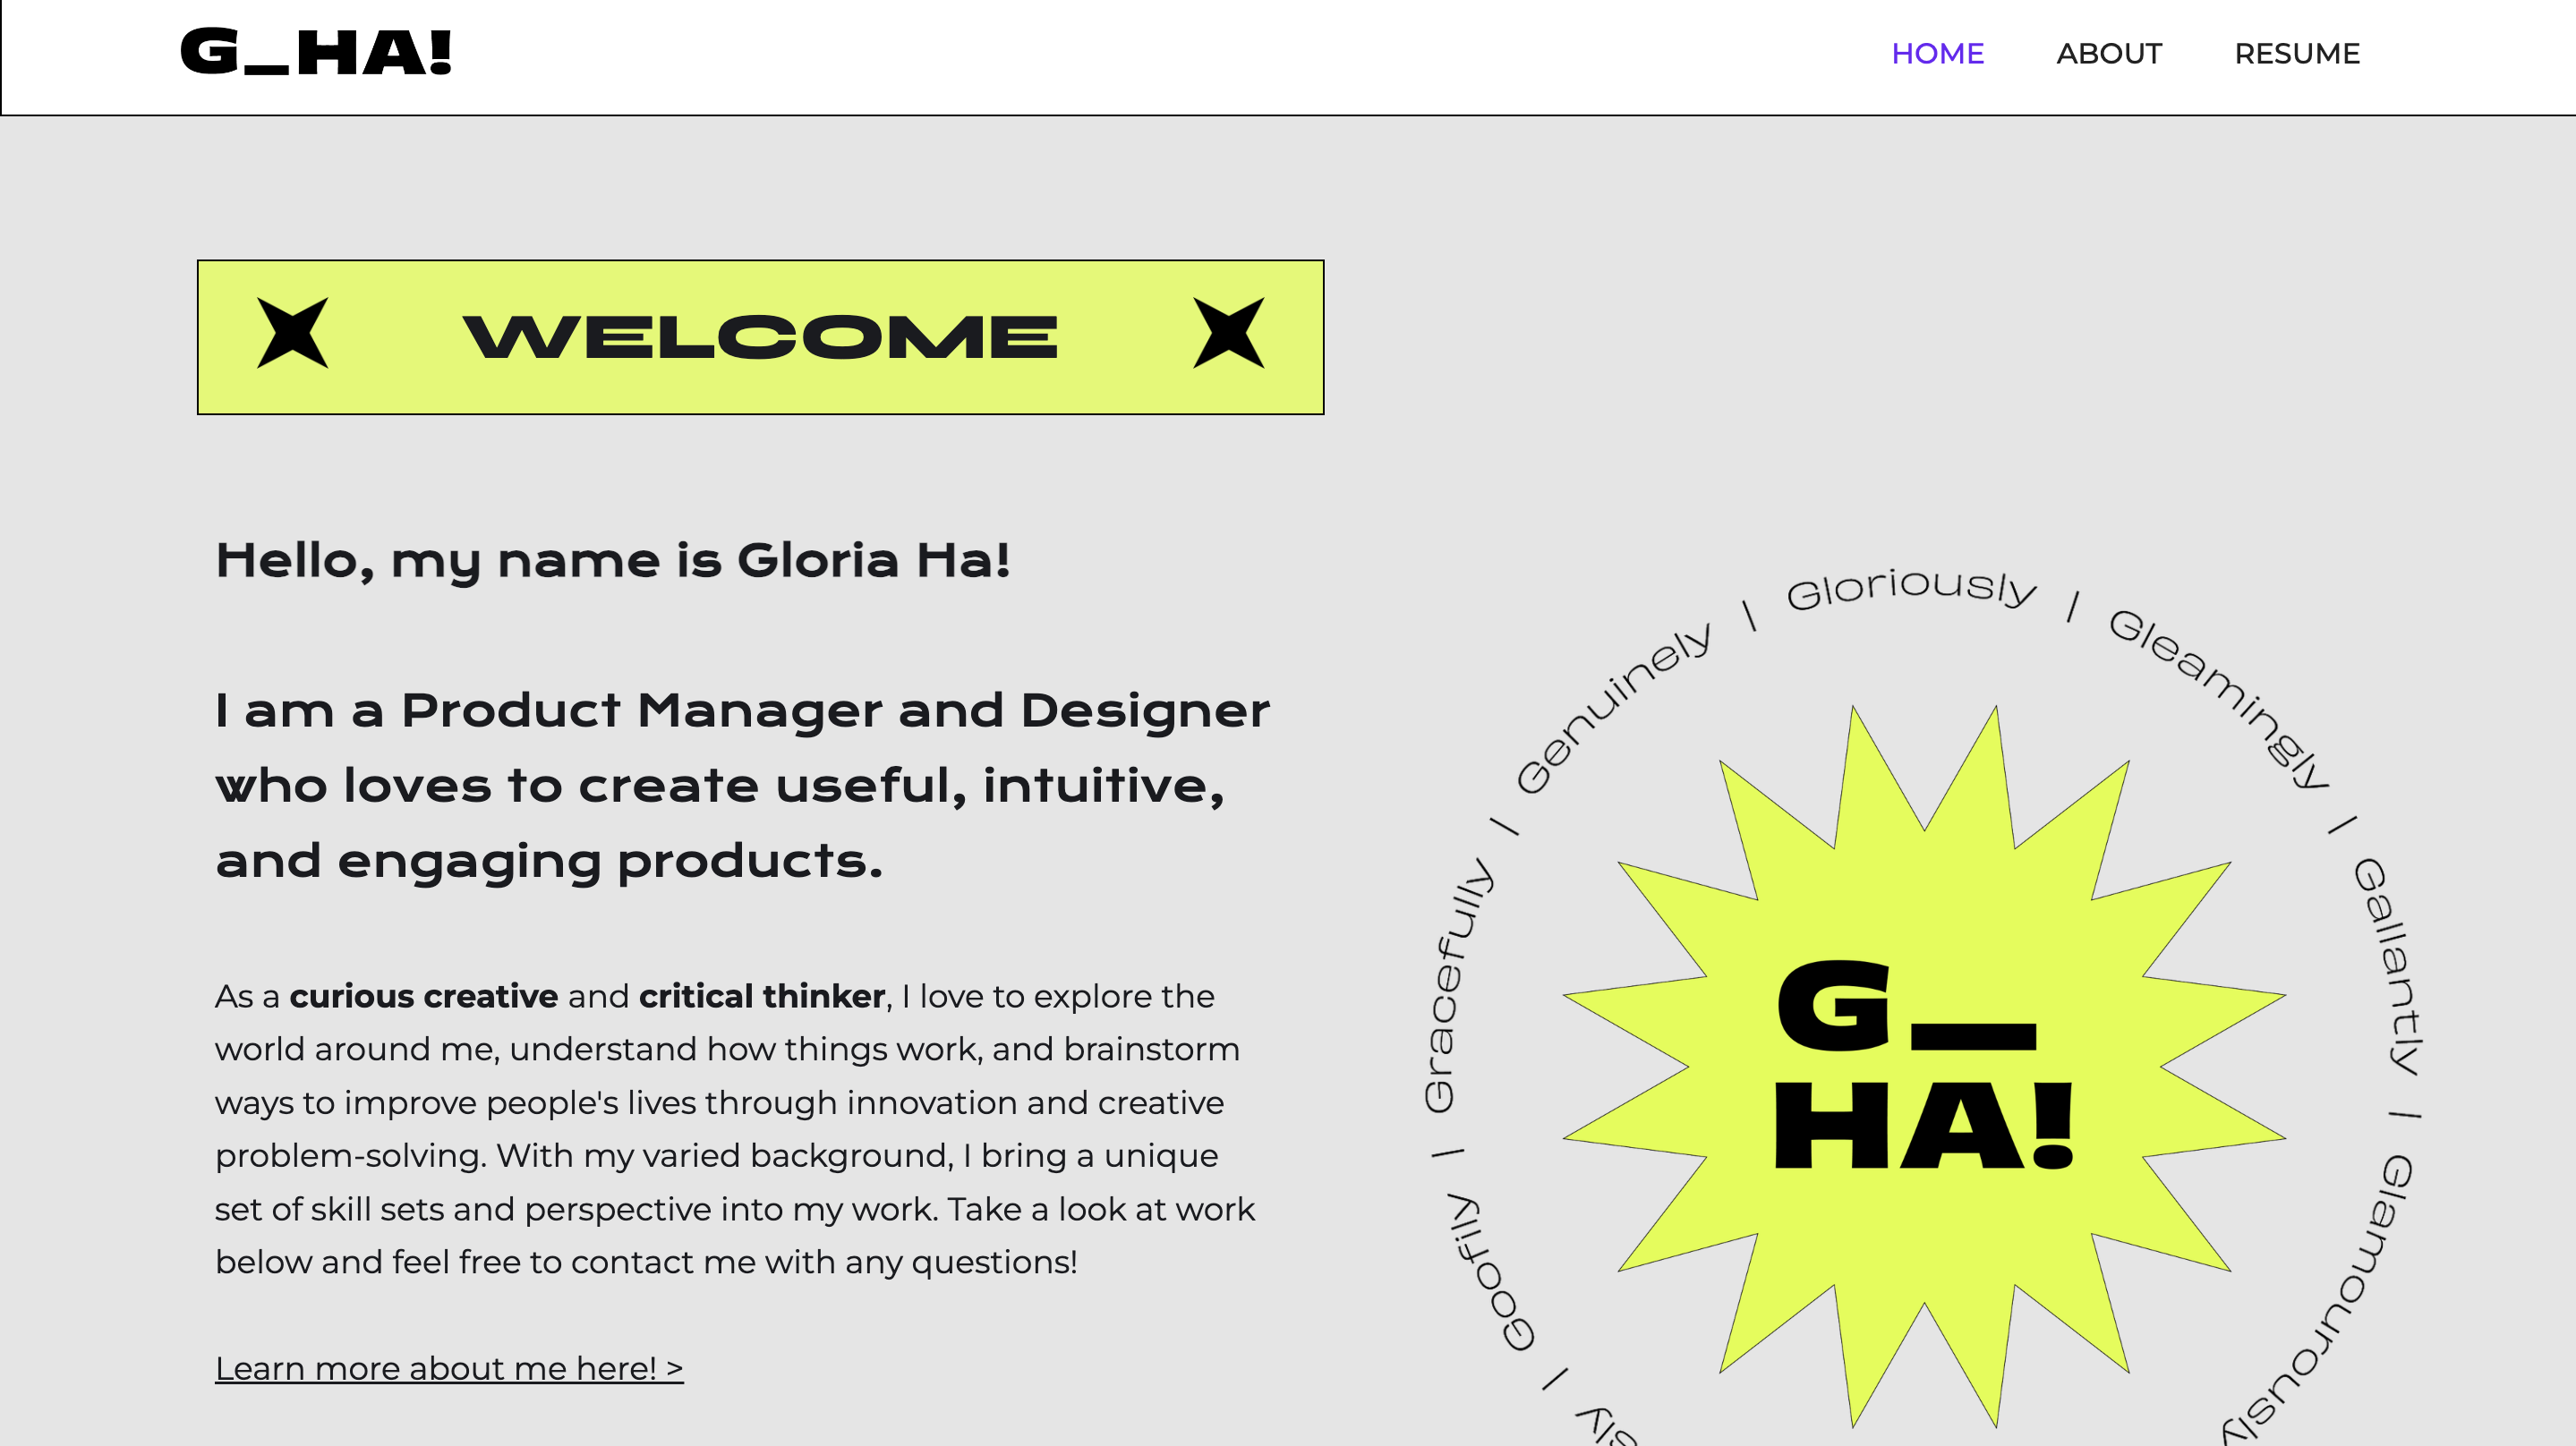 G_HA!
HOME
ABOUT
RESUME
WELCOME
Hello, my name is Gloria Ha!
I am a Product Manager and Designer
who loves to create useful, intuitive,
and engaging products.
As a curious creative and critical thinker, I love to explore the
world around me, understand how things work, and brainstorm
ways to improve people's lives through innovation and creative
problem-solving. With my varied background, I bring a unique
set of skill sets and perspective into my work. Take a look at work
below and feel free to contact me with any questions!
Learn more about me here! >
Goofily | Gracefully | Genuinely | Gloriously | Gleamingly | Gallantly | Glamourously
G_
HA!